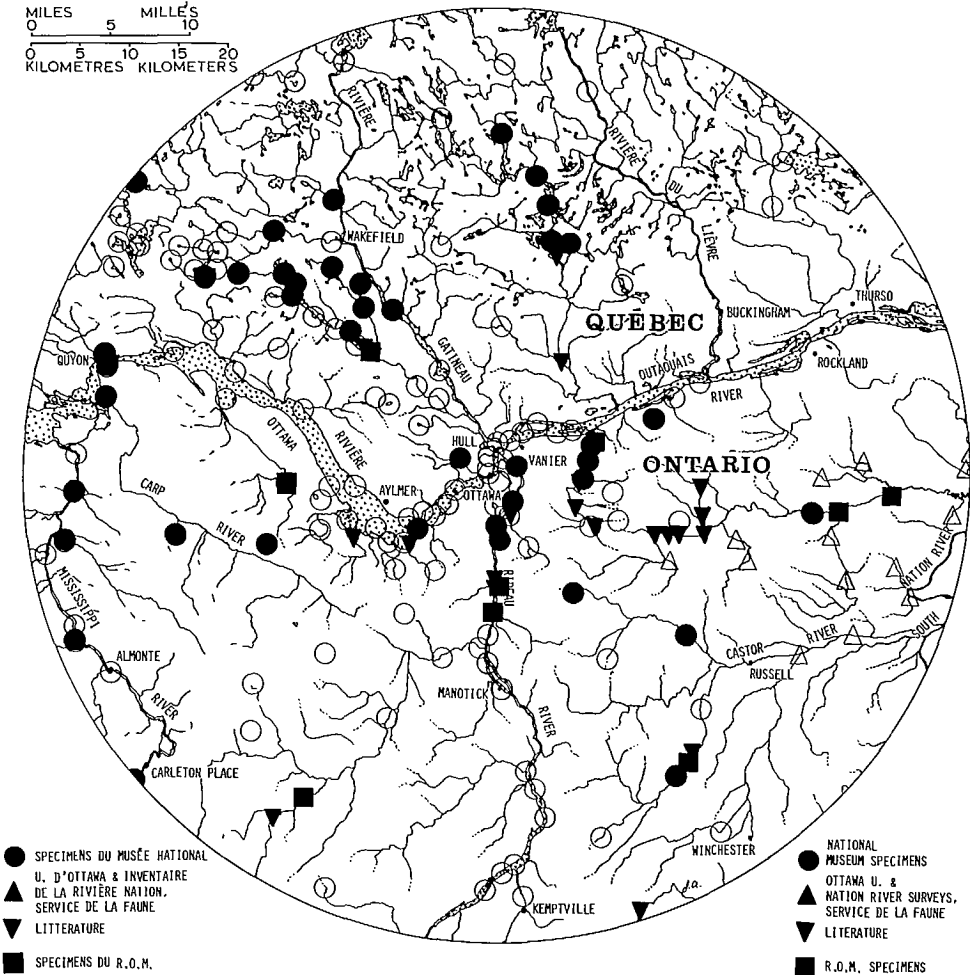 MILES MILLES
0 5 10
0 5 10 15 20
KILOMETRES KILOMETERS
RIVIÈRE
RIVIÈRE
DU
LIÈVRE
WAKEFIELD
THURSO
BUCKINGHAM
QUÉBEC
GATINEAU
QUYON
OUTAOUAIS
ROCKLAND
RIVER
OTTAWA
RIVIÈRE
HULL
VANIER
ONTARIO
CARP
AYLMER
OTTAWA
RIVER
NATION RIVER
MISSISSIPPI
RIDEAU
SOUTH
RIVER
CASTOR
ALMONTE
RUSSELL
MANOTICK
RIVER
RIVER
CARLETON PLACE
WINCHESTER
d.a.
KEMPTVILLE
SPECIMENS DU MUSÉE NATIONAL
U. D'OTTAWA & INVENTAIRE
DE LA RIVIÈRE NATION,
SERVICE DE LA FAUNE
LITTERATURE
SPECIMENS DU R.O.M.
NATIONAL
MUSEUM SPECIMENS
OTTAWA U. &
NATION RIVER SURVEYS,
SERVICE DE LA FAUNE
LITERATURE
R.O.M. SPECIMENS